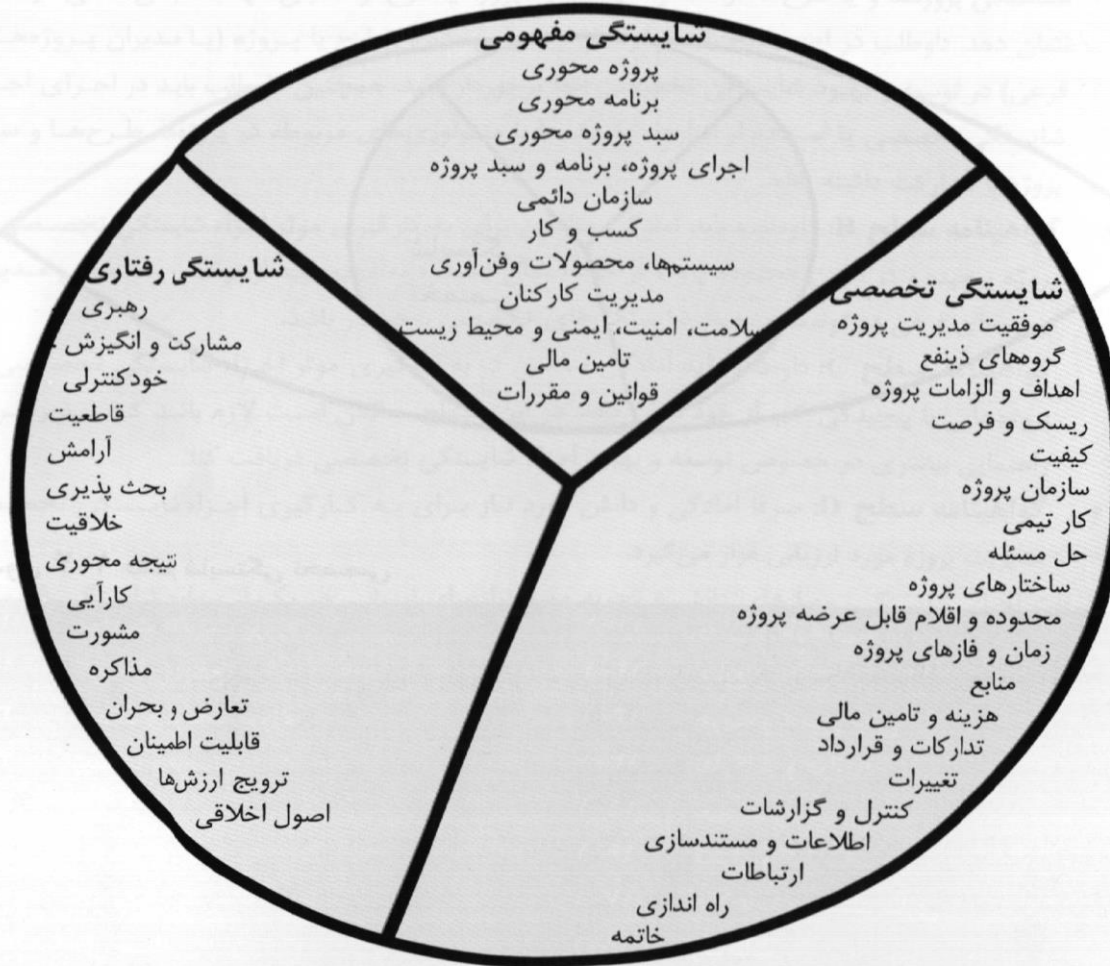 شایستگی مفهومی
پروژه محوری
برنامه محوری
سبد پروژه محوری
اجرای پروژه، برنامه و سبد پروژه
سازمان دائمی
کسب و کار
سیستم‌ها، محصولات وفن‌آوری
مدیریت کارکنان
سلامت، امنیت، ایمنی و محیط زیست
تامین مالی
قوانین و مقررات
شایستگی تخصصی
موفقیت مدیریت پروژه
گروه‌های ذینفع
اهداف و الزامات پروژه
ریسک و فرصت
کیفیت
سازمان پروژه
کار تیمی
حل مسئله
ساختارهای پروژه
محدوده و اقلام قابل عرضه پروژه
زمان و فازهای پروژه
منابع
هزینه و تامین مالی
تدارکات و قرارداد
تغییرات
کنترل و گزارشات
اطلاعات و مستندسازی
ارتباطات
راه اندازی
خاتمه
شایستگی رفتاری
رهبری
مشارکت و انگیزش
خودکنترلی
قاطعیت
آرامش
بحث پذیری
خلاقیت
نتیجه محوری
کارآیی
مشورت
مذاکره
تعارض و بحران
قابلیت اطمینان
ترویج ارزش‌ها
اصول اخلاقی